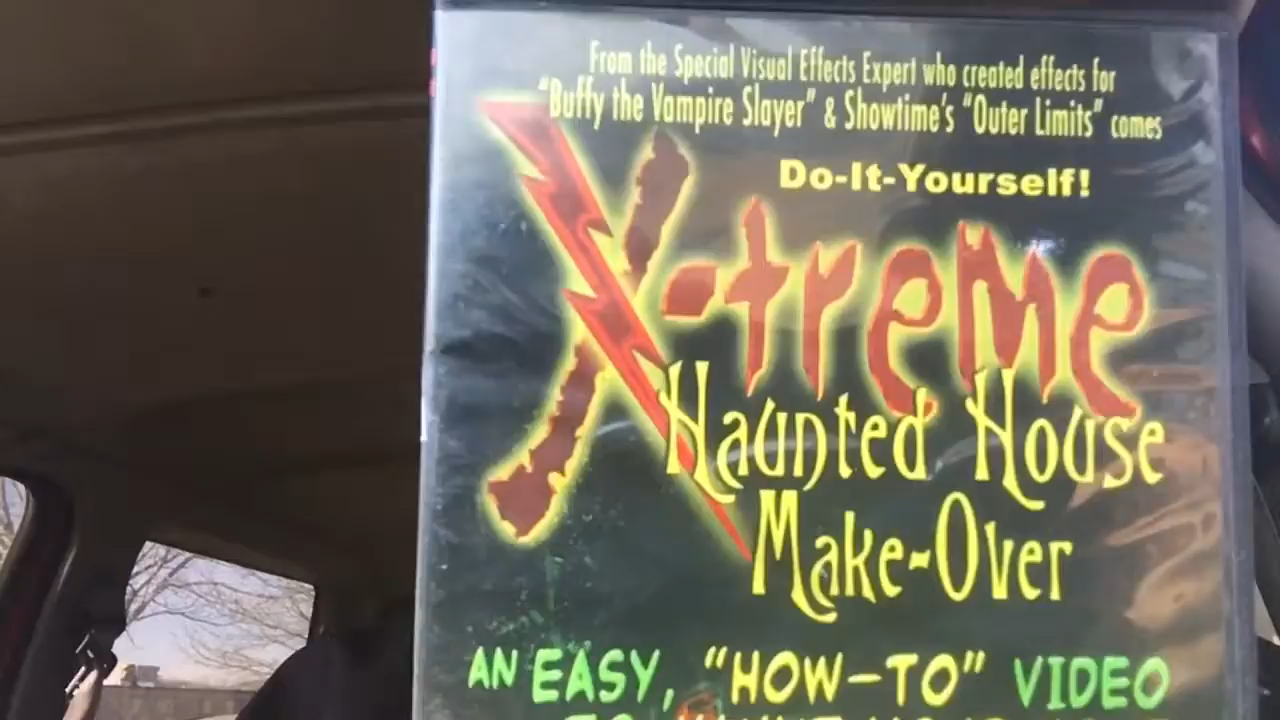 From the Special Visual Effects Expert who created effects for
"Buffy the Vampire Slayer" & Showtime's "Outer Limits" comes
Do-It-Yourself!
X-treme
Haunted House
Make-Over
AN EASY, "HOW-TO" VIDEO